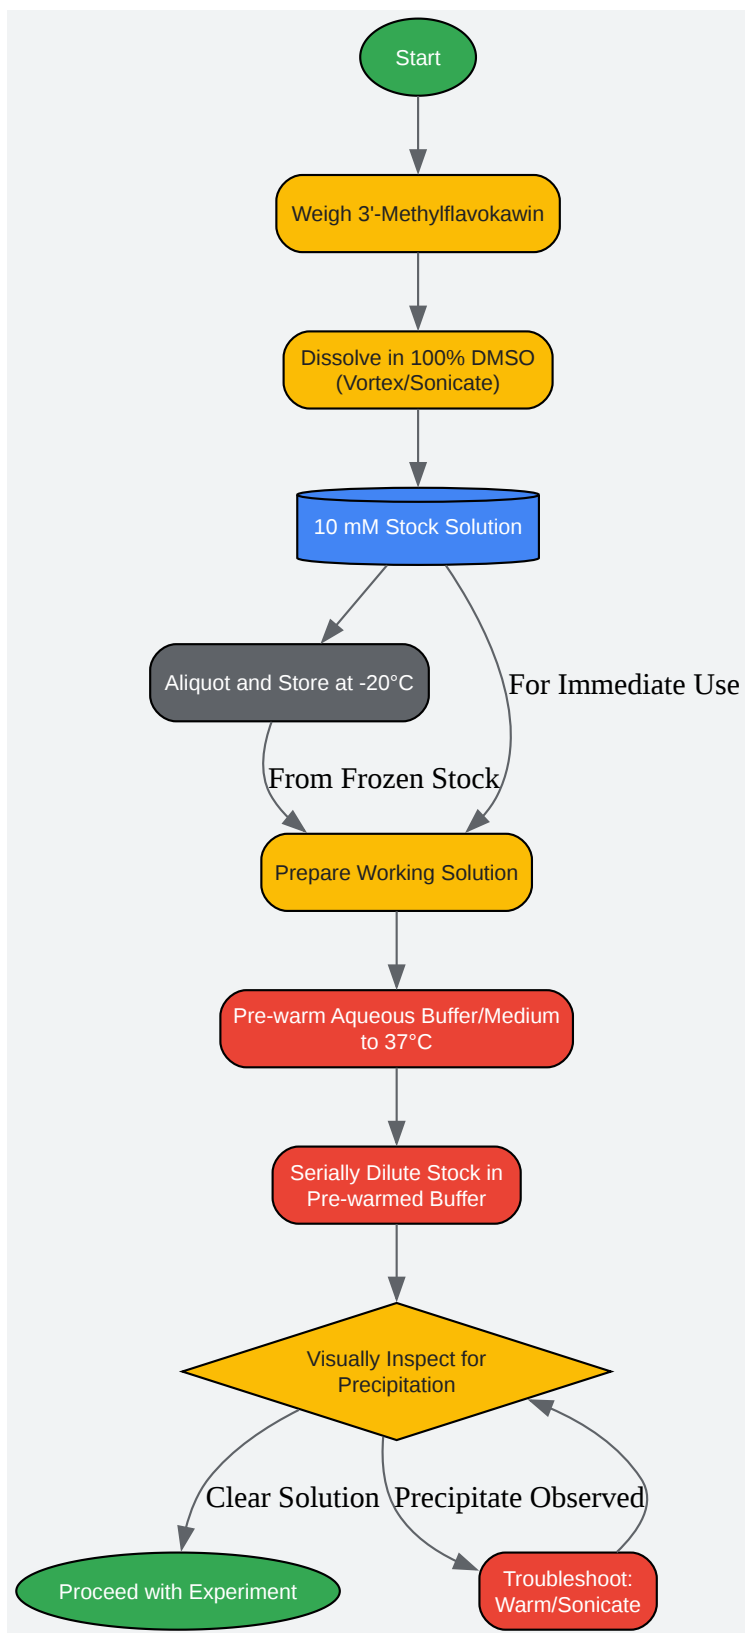 Start
Weigh 3'-Methylflavokawin
Dissolve in 100% DMSO
(Vortex/Sonicate)
10 mM Stock Solution
Aliquot and Store at -20°C
For Immediate Use
From Frozen Stock
Prepare Working Solution
Pre-warm Aqueous Buffer/Medium
to 37°C
Serially Dilute Stock in
Pre-warmed Buffer
Visually Inspect for
Precipitation
Clear Solution
Precipitate Observed
Proceed with Experiment
Troubleshoot:
Warm/Sonicate